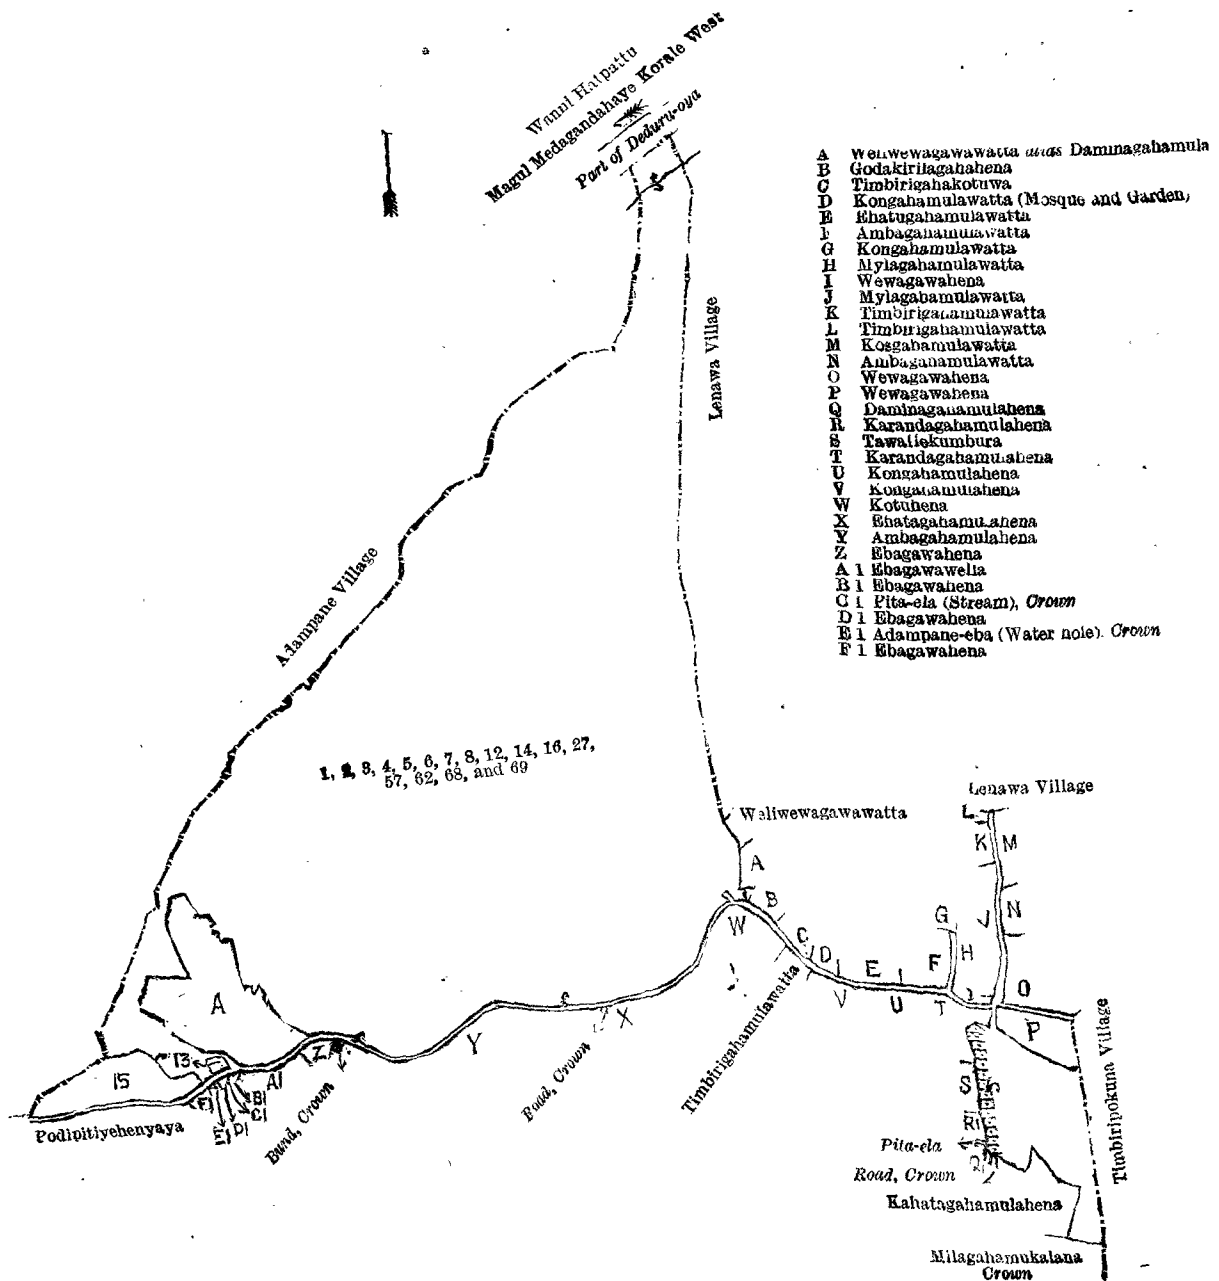 Wanni Hatpattu
Magul Medagandahaye Korale West
Part of Deduru-oya
A Weliwewagawawatta alias Daminagahamula
B Godakirilagahahena
C Timbirigahakotuwa
D Kongahamulawatta (Mosque and Garden)
E Ehatugahamulawatta
F Ambagahamulawatta
G Kongahamulawatta
H Mylagahamulawatta
I Wewagawahena
J Mylagahamulawatta
K Timbirigahamulawatta
L Timbirigahamulawatta
M Kosgahamulawatta
N Ambagahamulawatta
O Wewagawahena
P Wewagawahena
Q Daminagahamulahena
R Karandagahamulahena
S Tawallekumbura
T Karandagahamulahena
U Kongahamulahena
V Kongahamulahena
W Kotuhena
X Ehatagahamulahena
Y Ambagahamulahena
Z Ebagawahena
A 1 Ebagawawella
B 1 Ebagawahena
C 1 Pita-ela (Stream), Crown
D 1 Ebagawahena
E 1 Adampane-eba (Water hole). Crown
F 1 Ebagawahena
Lenawa Village
Adampane Village
1, 2, 3, 4, 5, 6, 7, 8, 12, 14, 16, 27,
57, 62, 68, and 69
Lenawa Village
Weliwewagawawatta
L
K M
A
B
W
G
J N
C
D
E
F
H
V
U
T
O
P
A
S
X
Y
Z
13
15
A1
B1
C1
D1
E1
F1
Podipitiyehenyaya
Bund, Crown
Road, Crown
Timbirigahamulawatta
Timbiripokuna Village
S
R
Q
Pita-ela
Road, Crown
Kahatagahamulahena
Milagahamukalana
Crown